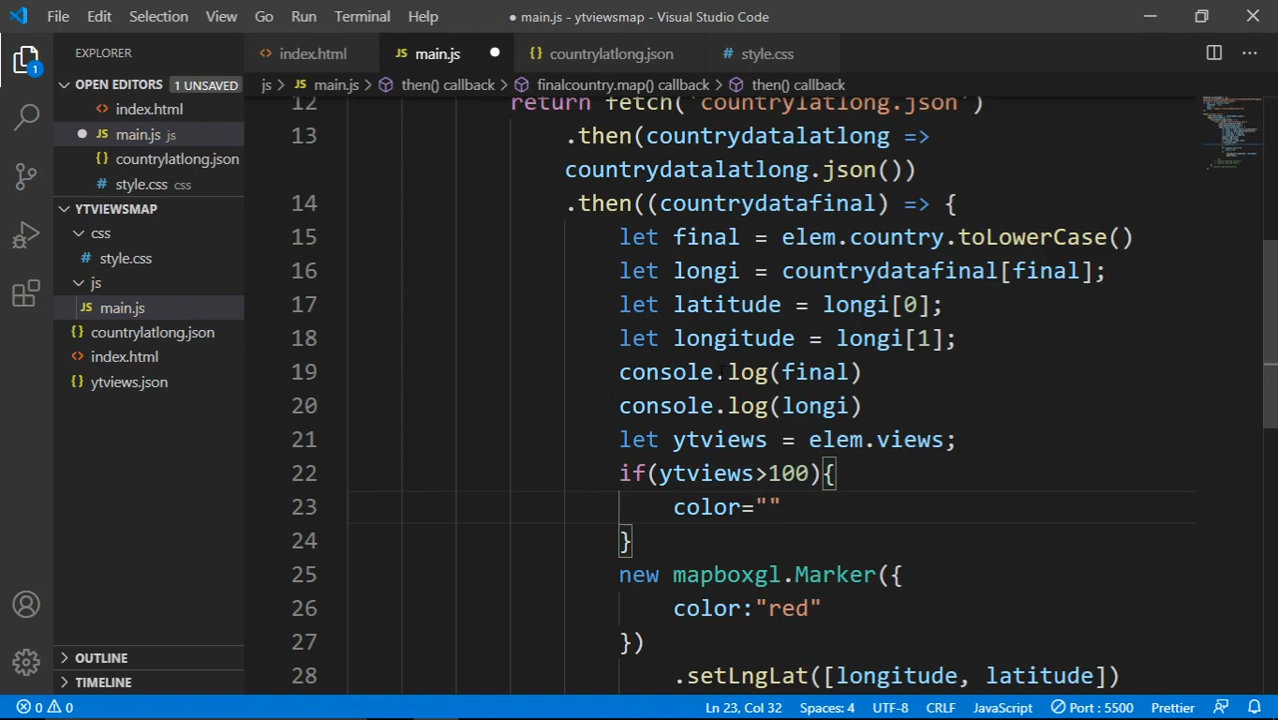 File Edit Selection View Go Run Terminal Help
● main.js - ytviewsmap - Visual Studio Code
EXPLORER
OPEN EDITORS 1 UNSAVED
index.html
main.js js
countrylatlong.json
style.css css
YTVIEWSMAP
css
style.css
js
main.js
countrylatlong.json
index.html
ytviews.json
OUTLINE
TIMELINE
1
index.html main.js countrylatlong.json style.css
js > main.js > then() callback > finalcountry.map() callback > then() callback
12 return fetch('countrylatlong.json')
13 .then(countrydatalatlong =>
countrydatalatlong.json())
14 .then((countrydatafinal) => {
15 let final = elem.country.toLowerCase()
16 let longi = countrydatafinal[final];
17 let latitude = longi[0];
18 let longitude = longi[1];
19 console.log(final)
20 console.log(longi)
21 let ytviews = elem.views;
22 if(ytviews>100){
23 color=""
24 }
25 new mapboxgl.Marker({
26 color:"red"
27 })
28 .setLngLat([longitude, latitude])
0 0 Ln 23, Col 32 Spaces: 4 UTF-8 CRLF JavaScript Port : 5500 Prettier